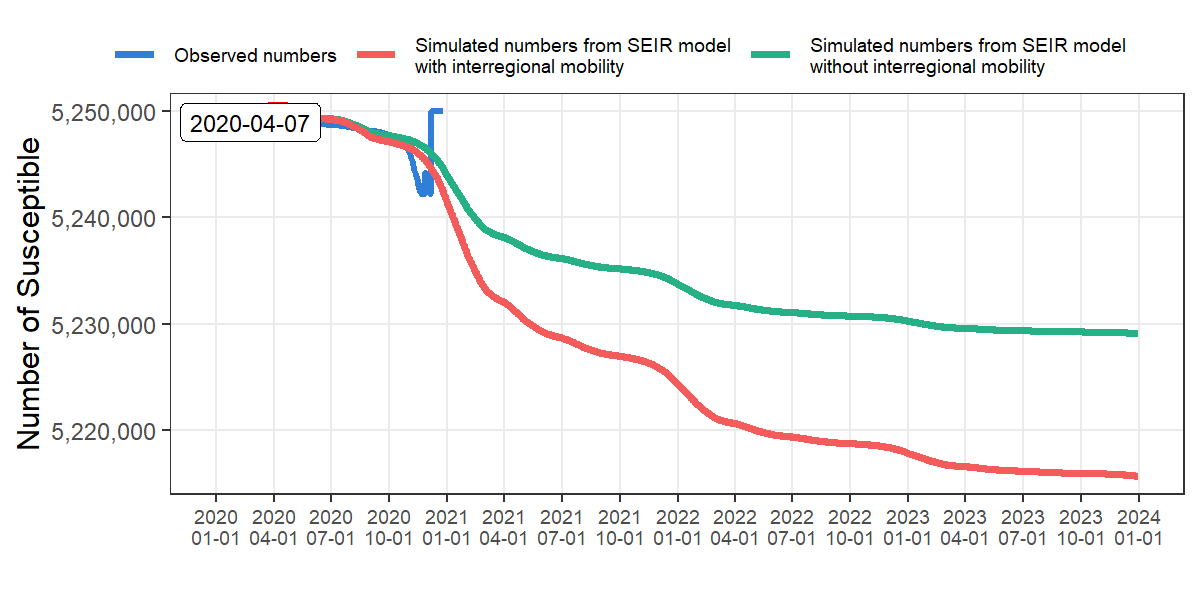 Observed numbers
Simulated numbers from SEIR model
with interregional mobility
Simulated numbers from SEIR model
without interregional mobility
Number of Susceptible
5,250,000
5,240,000
5,230,000
5,220,000
2020-04-07
2020 2020 2020 2020 2021 2021 2021 2021 2022 2022 2022 2022 2023 2023 2023 2023 2024
01-01 04-01 07-01 10-01 01-01 04-01 07-01 10-01 01-01 04-01 07-01 10-01 01-01 04-01 07-01 10-01 01-01